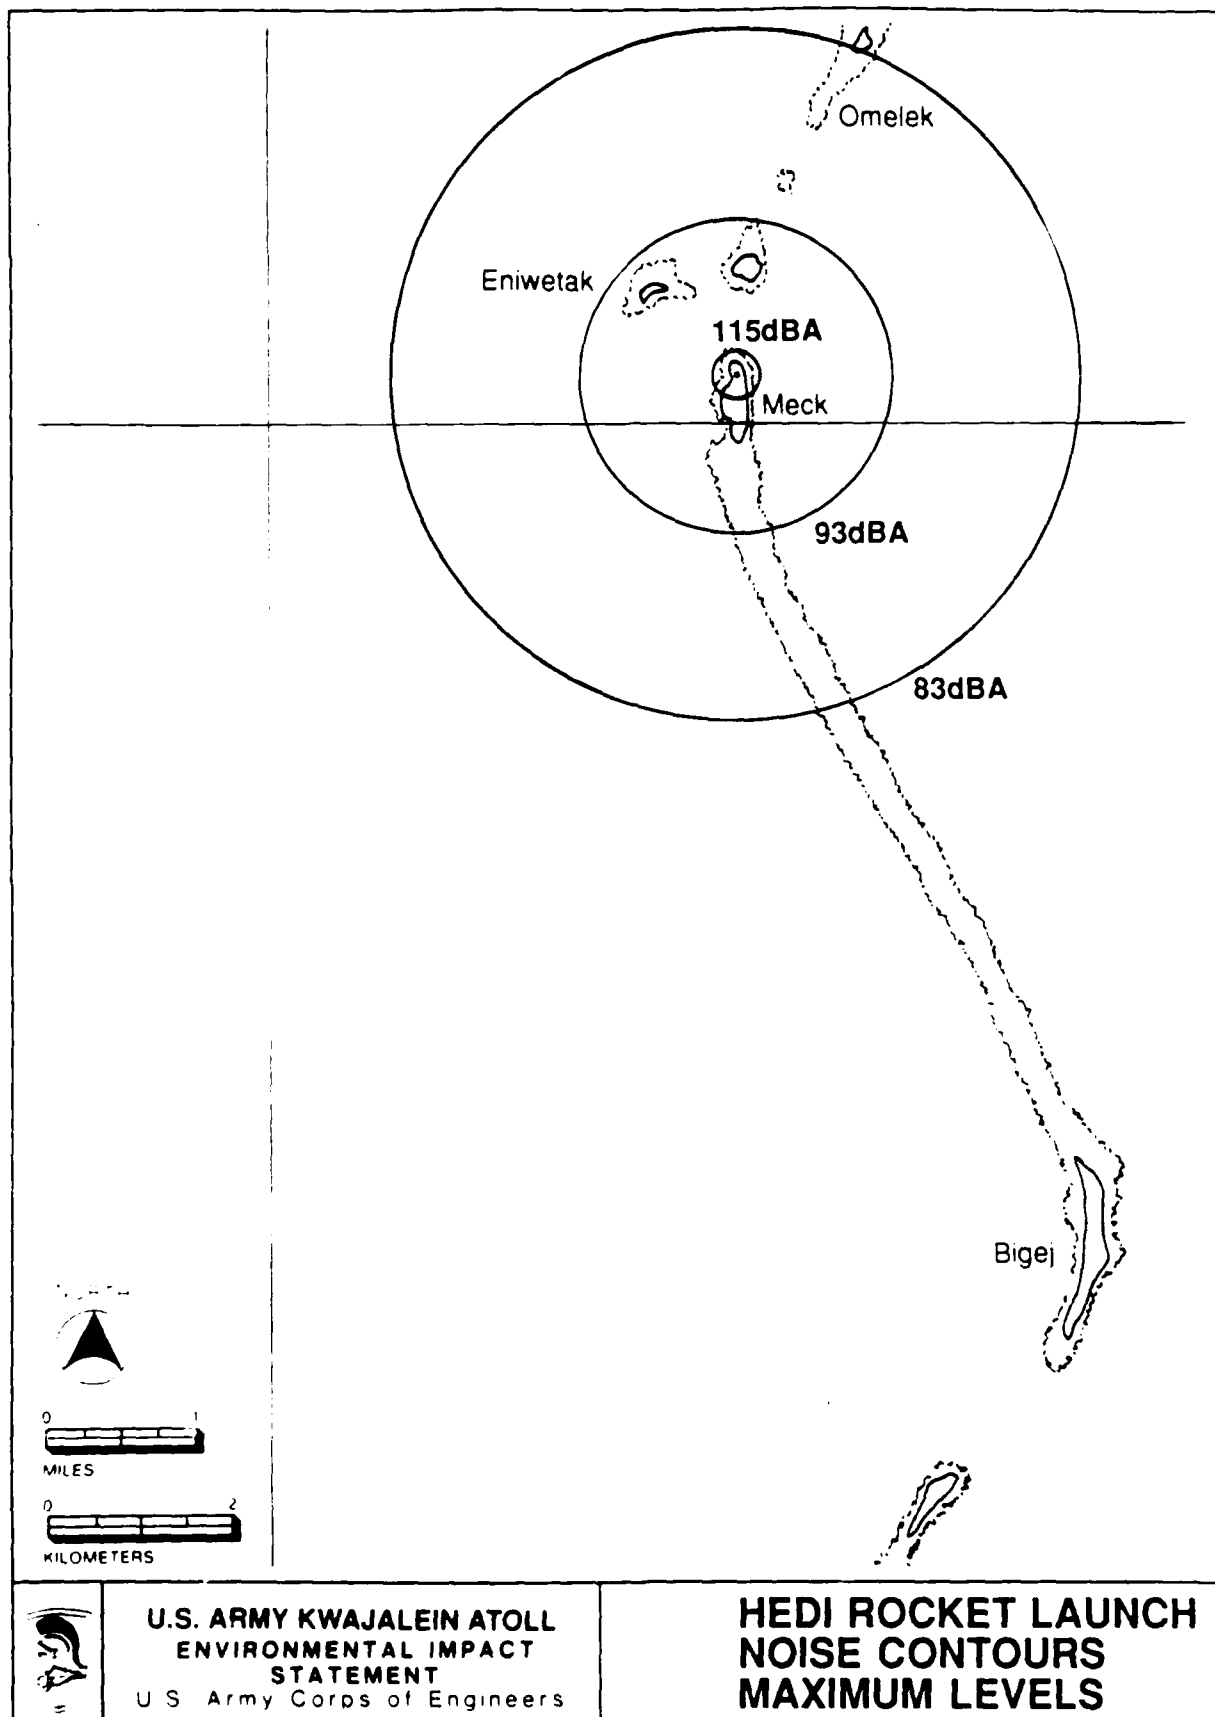 Omelek
Eniwetak
115dBA
Meck
93dBA
83dBA
Bigej
0 1
MILES
0 2
KILOMETERS
U.S. ARMY KWAJALEIN ATOLL
ENVIRONMENTAL IMPACT
STATEMENT
U S Army Corps of Engineers
HEDI ROCKET LAUNCH
NOISE CONTOURS
MAXIMUM LEVELS